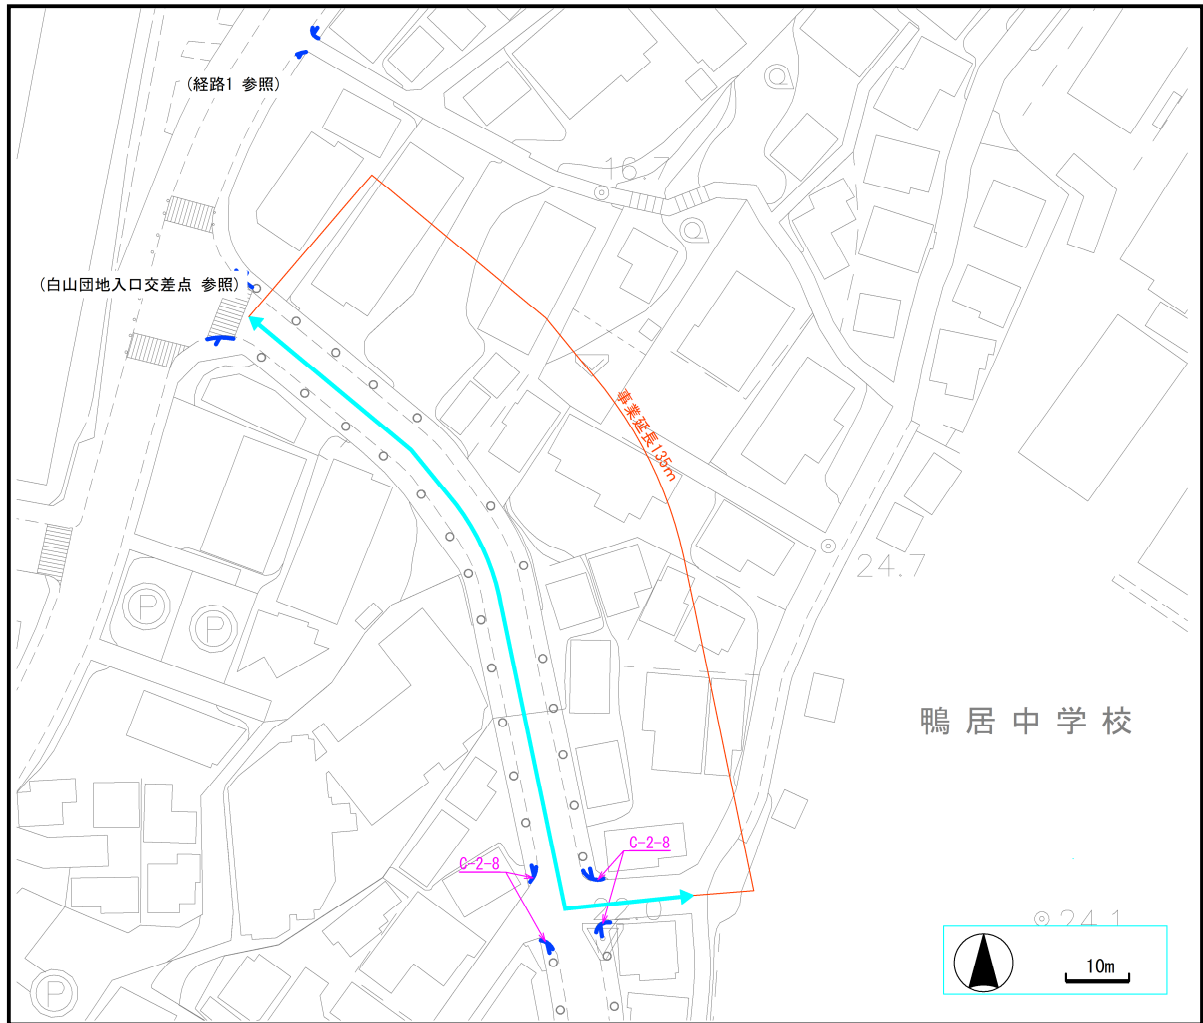 (経路1 参照)
16.7
(白山団地入口交差点 参照)
事業延長135m
24.7
P
P
鴨居中学校
C-2-8
C-2-8
24.1
10m
P